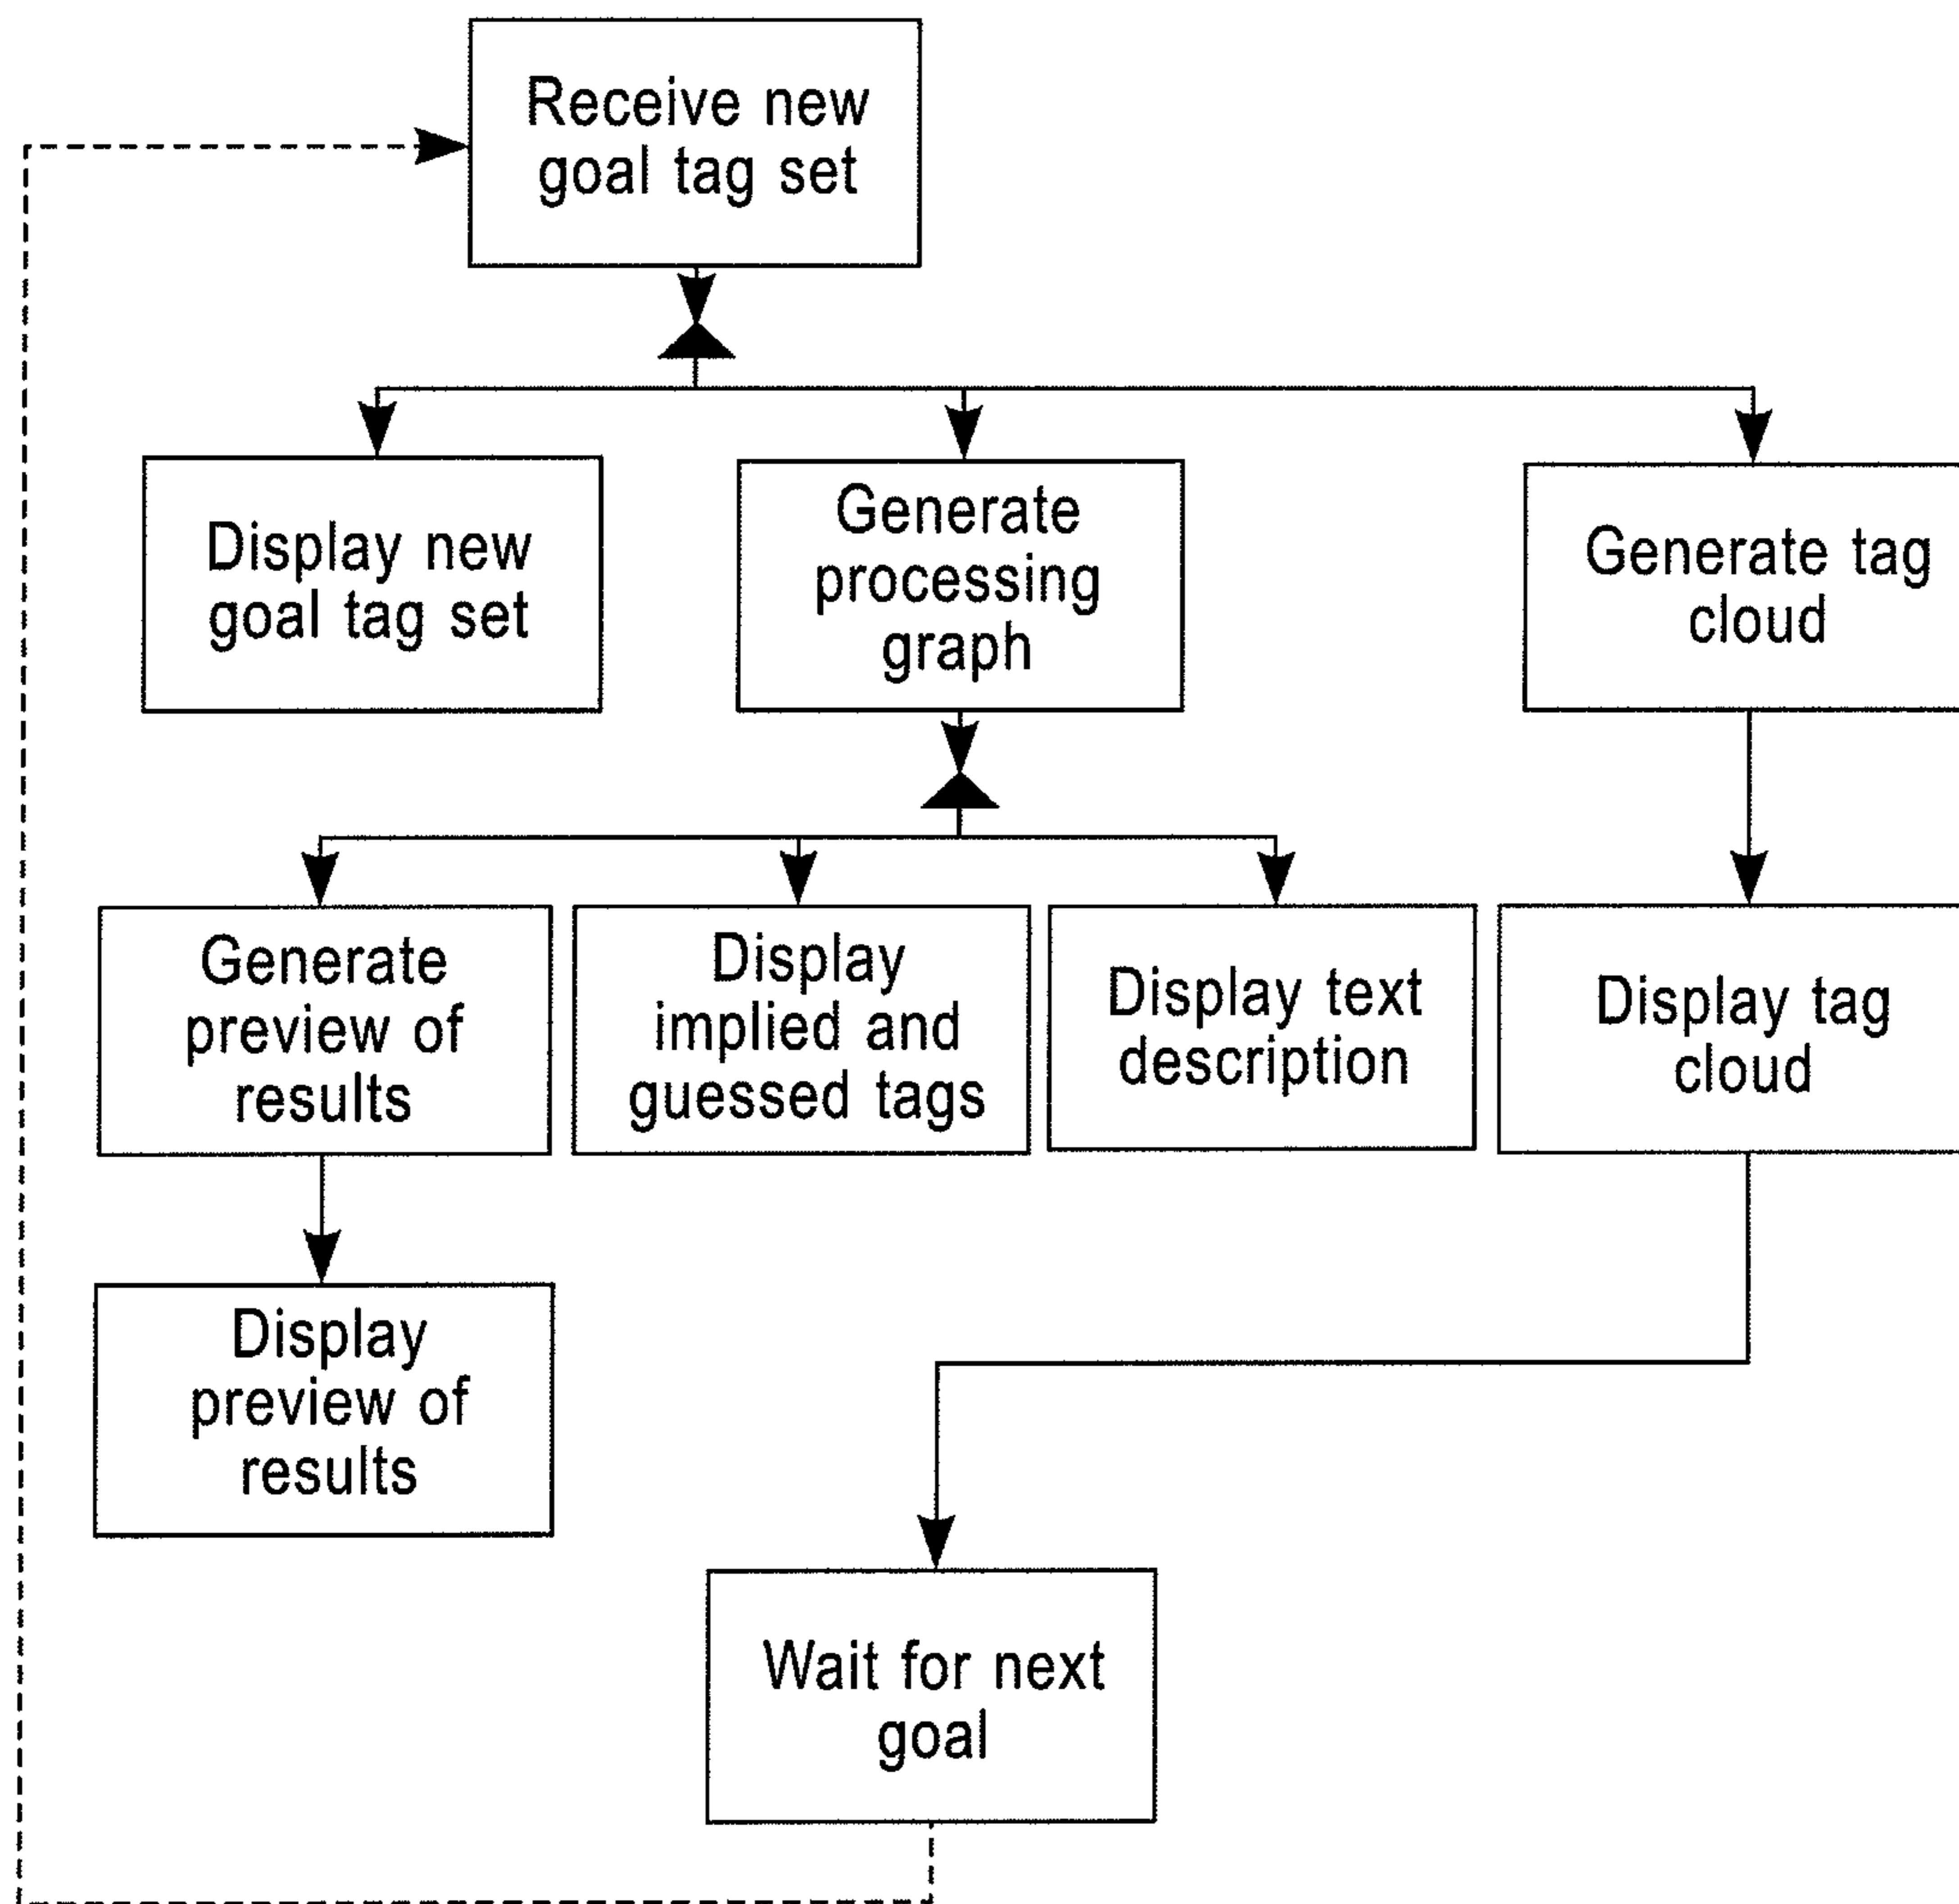 Receive new
goal tag set
Display new
goal tag set
Generate
processing
graph
Generate tag
cloud
Generate
preview of
results
Display
implied and
guessed tags
Display text
description
Display tag
cloud
Display
preview of
results
Wait for next
goal